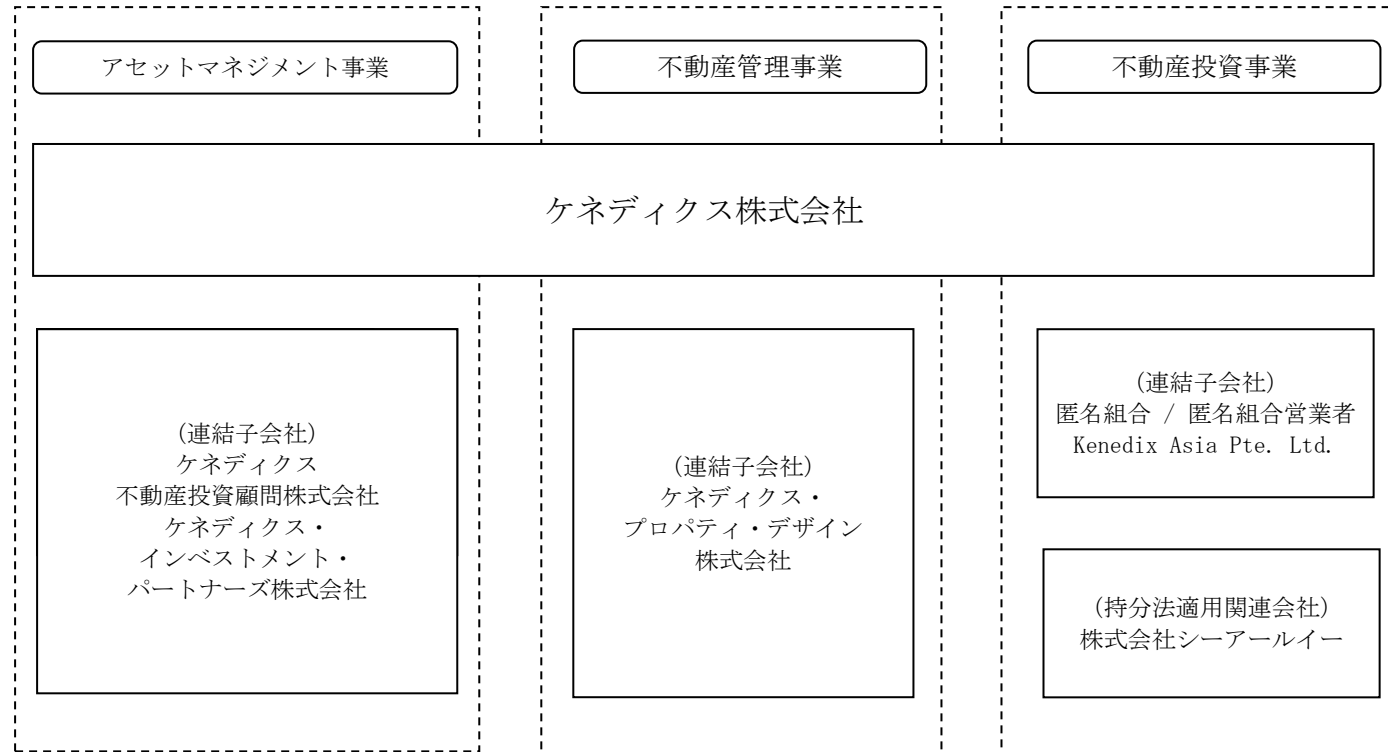 アセットマネジメント事業
不動産管理事業
不動産投資事業
ケネディクス株式会社
(連結子会社)
ケネディクス
不動産投資顧問株式会社
ケネディクス・
インベストメント・
パートナーズ株式会社
(連結子会社)
ケネディクス・
プロパティ・デザイン
株式会社
(連結子会社)
匿名組合 / 匿名組合営業者
Kenedix Asia Pte. Ltd.
(持分法適用関連会社)
株式会社シーアールイー